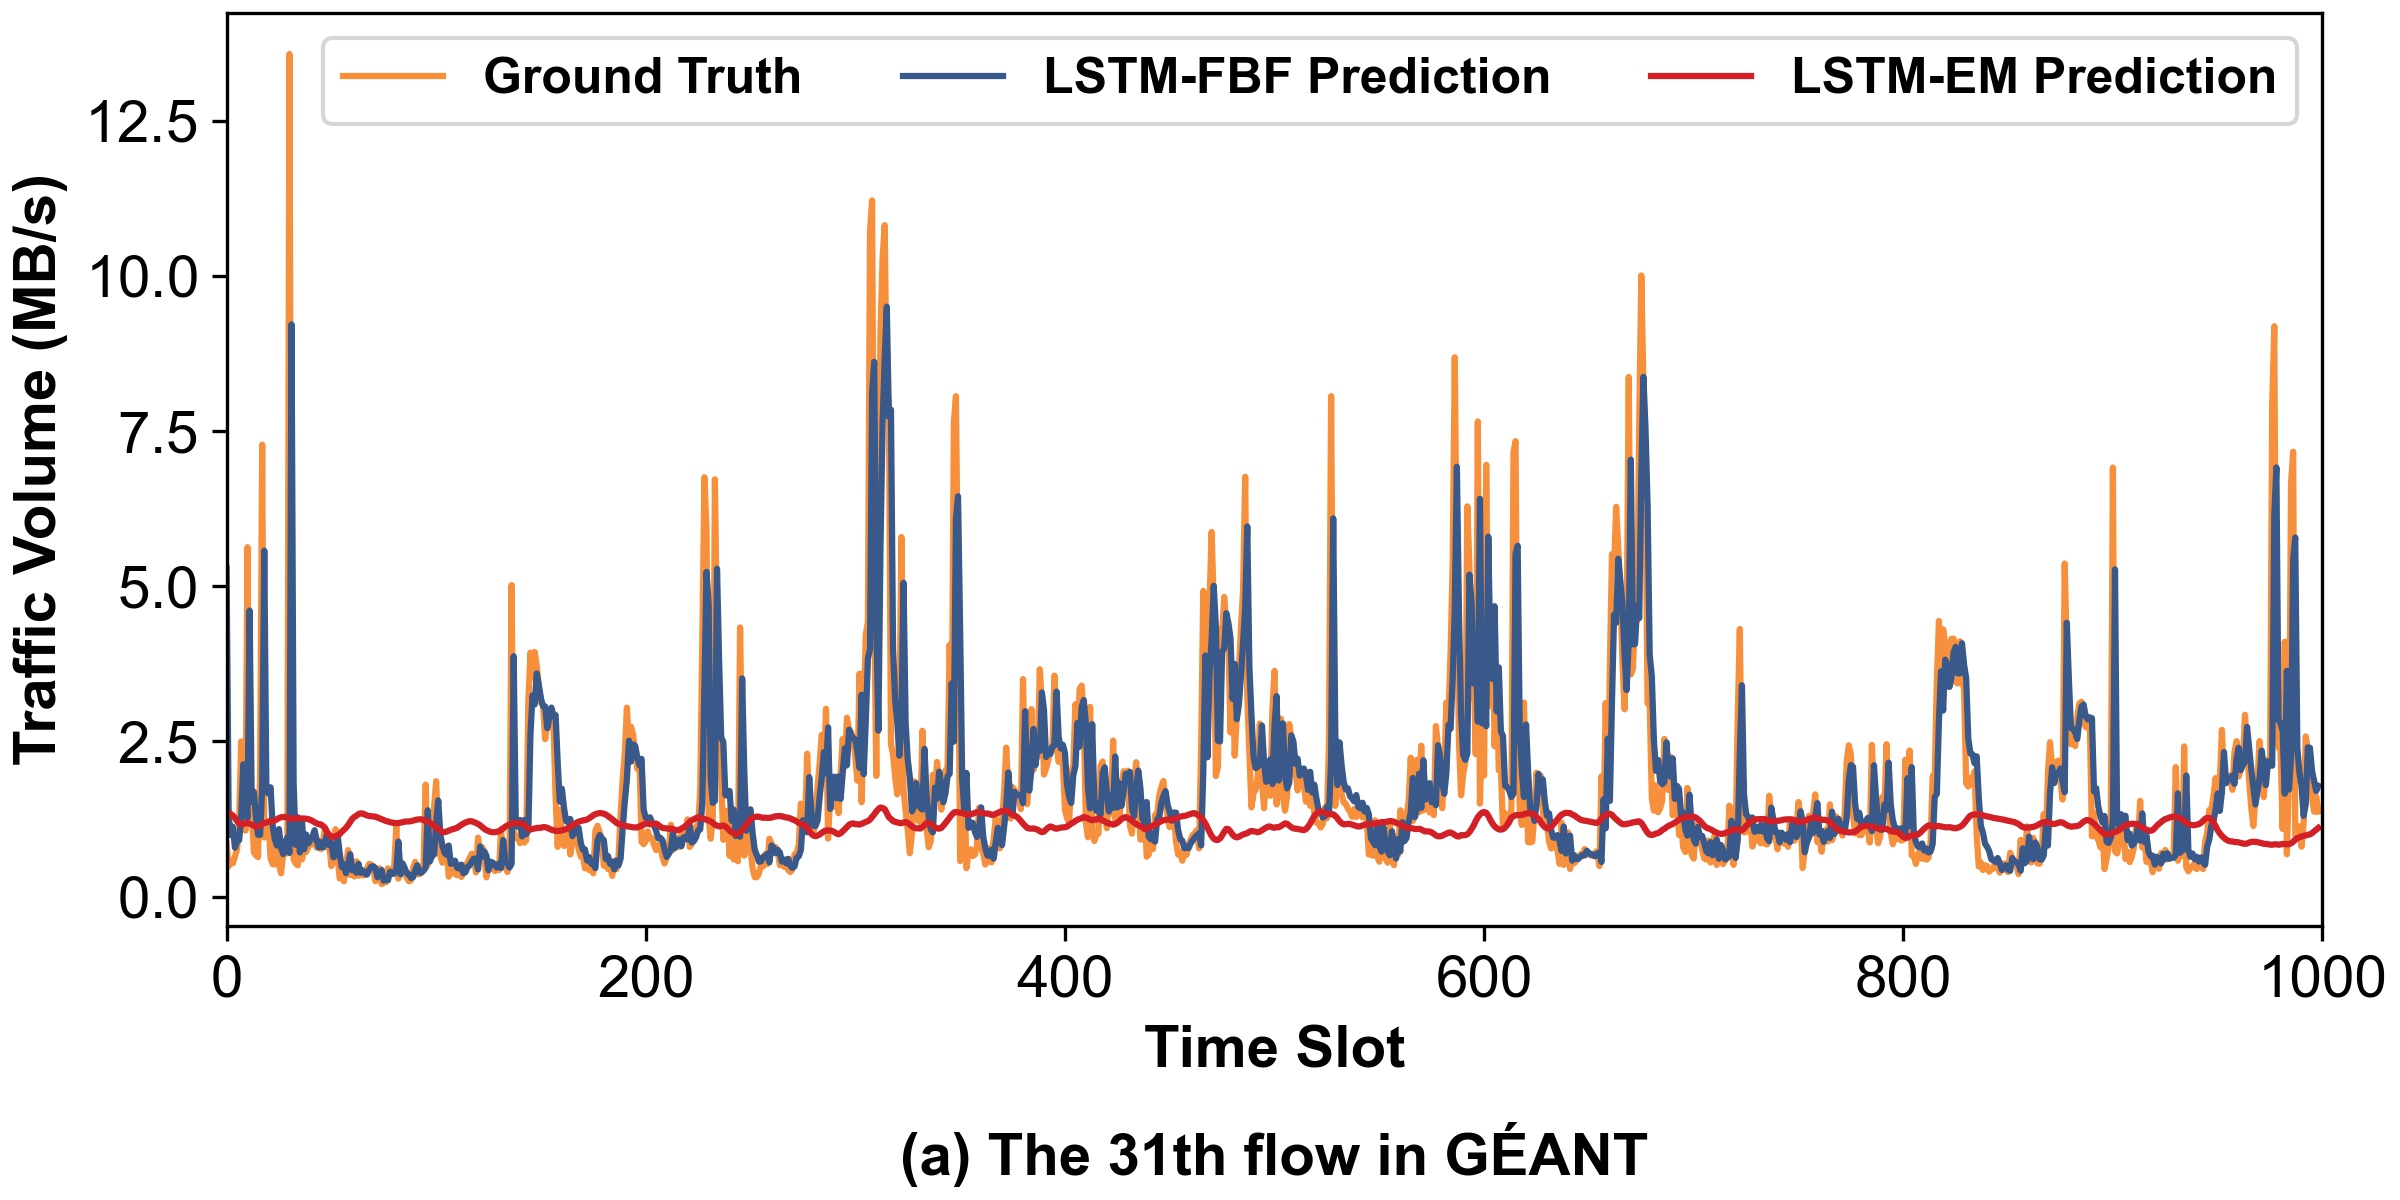 Ground Truth LSTM-FBF Prediction LSTM-EM Prediction
Traffic Volume (MB/s)
12.5
10.0
7.5
5.0
2.5
0.0
0 200 400 600 800 1000
Time Slot
(a) The 31th flow in GÉANT